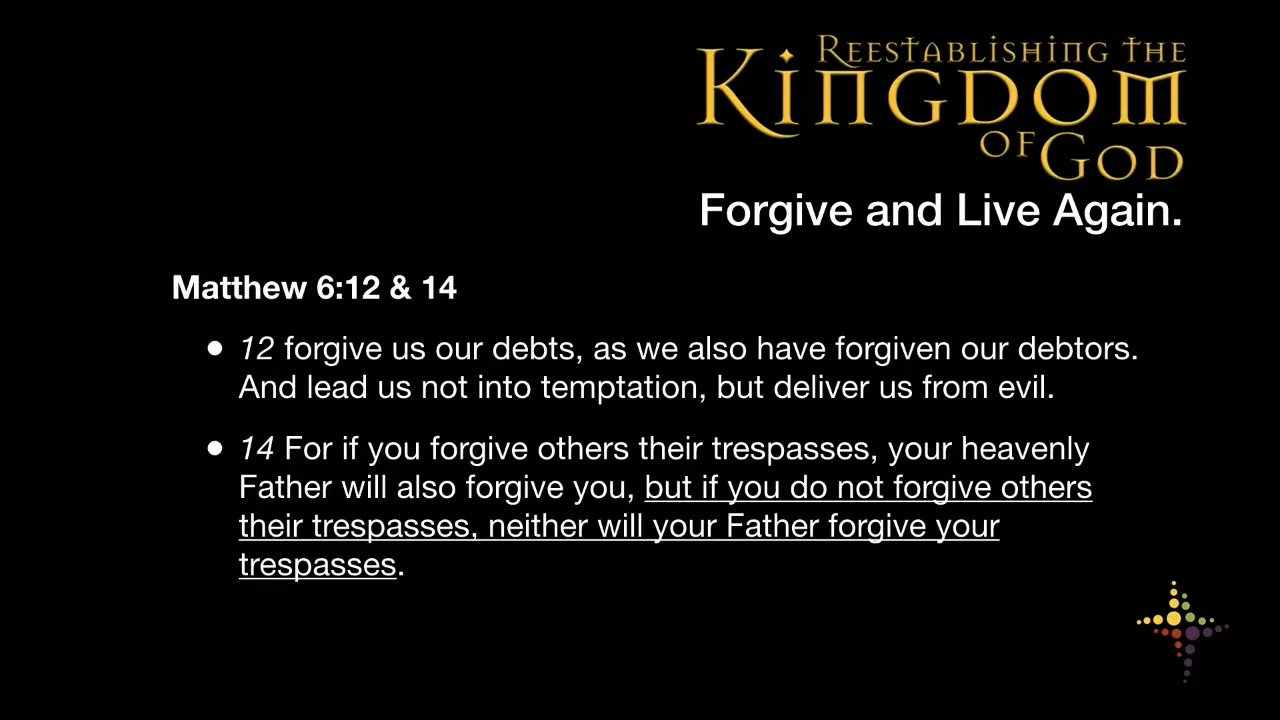 Reestablishing the
Kingdom
of God
Forgive and Live Again.
Matthew 6:12 & 14
• 12 forgive us our debts, as we also have forgiven our debtors.
And lead us not into temptation, but deliver us from evil.
• 14 For if you forgive others their trespasses, your heavenly
Father will also forgive you, but if you do not forgive others
their trespasses, neither will your Father forgive your
trespasses.